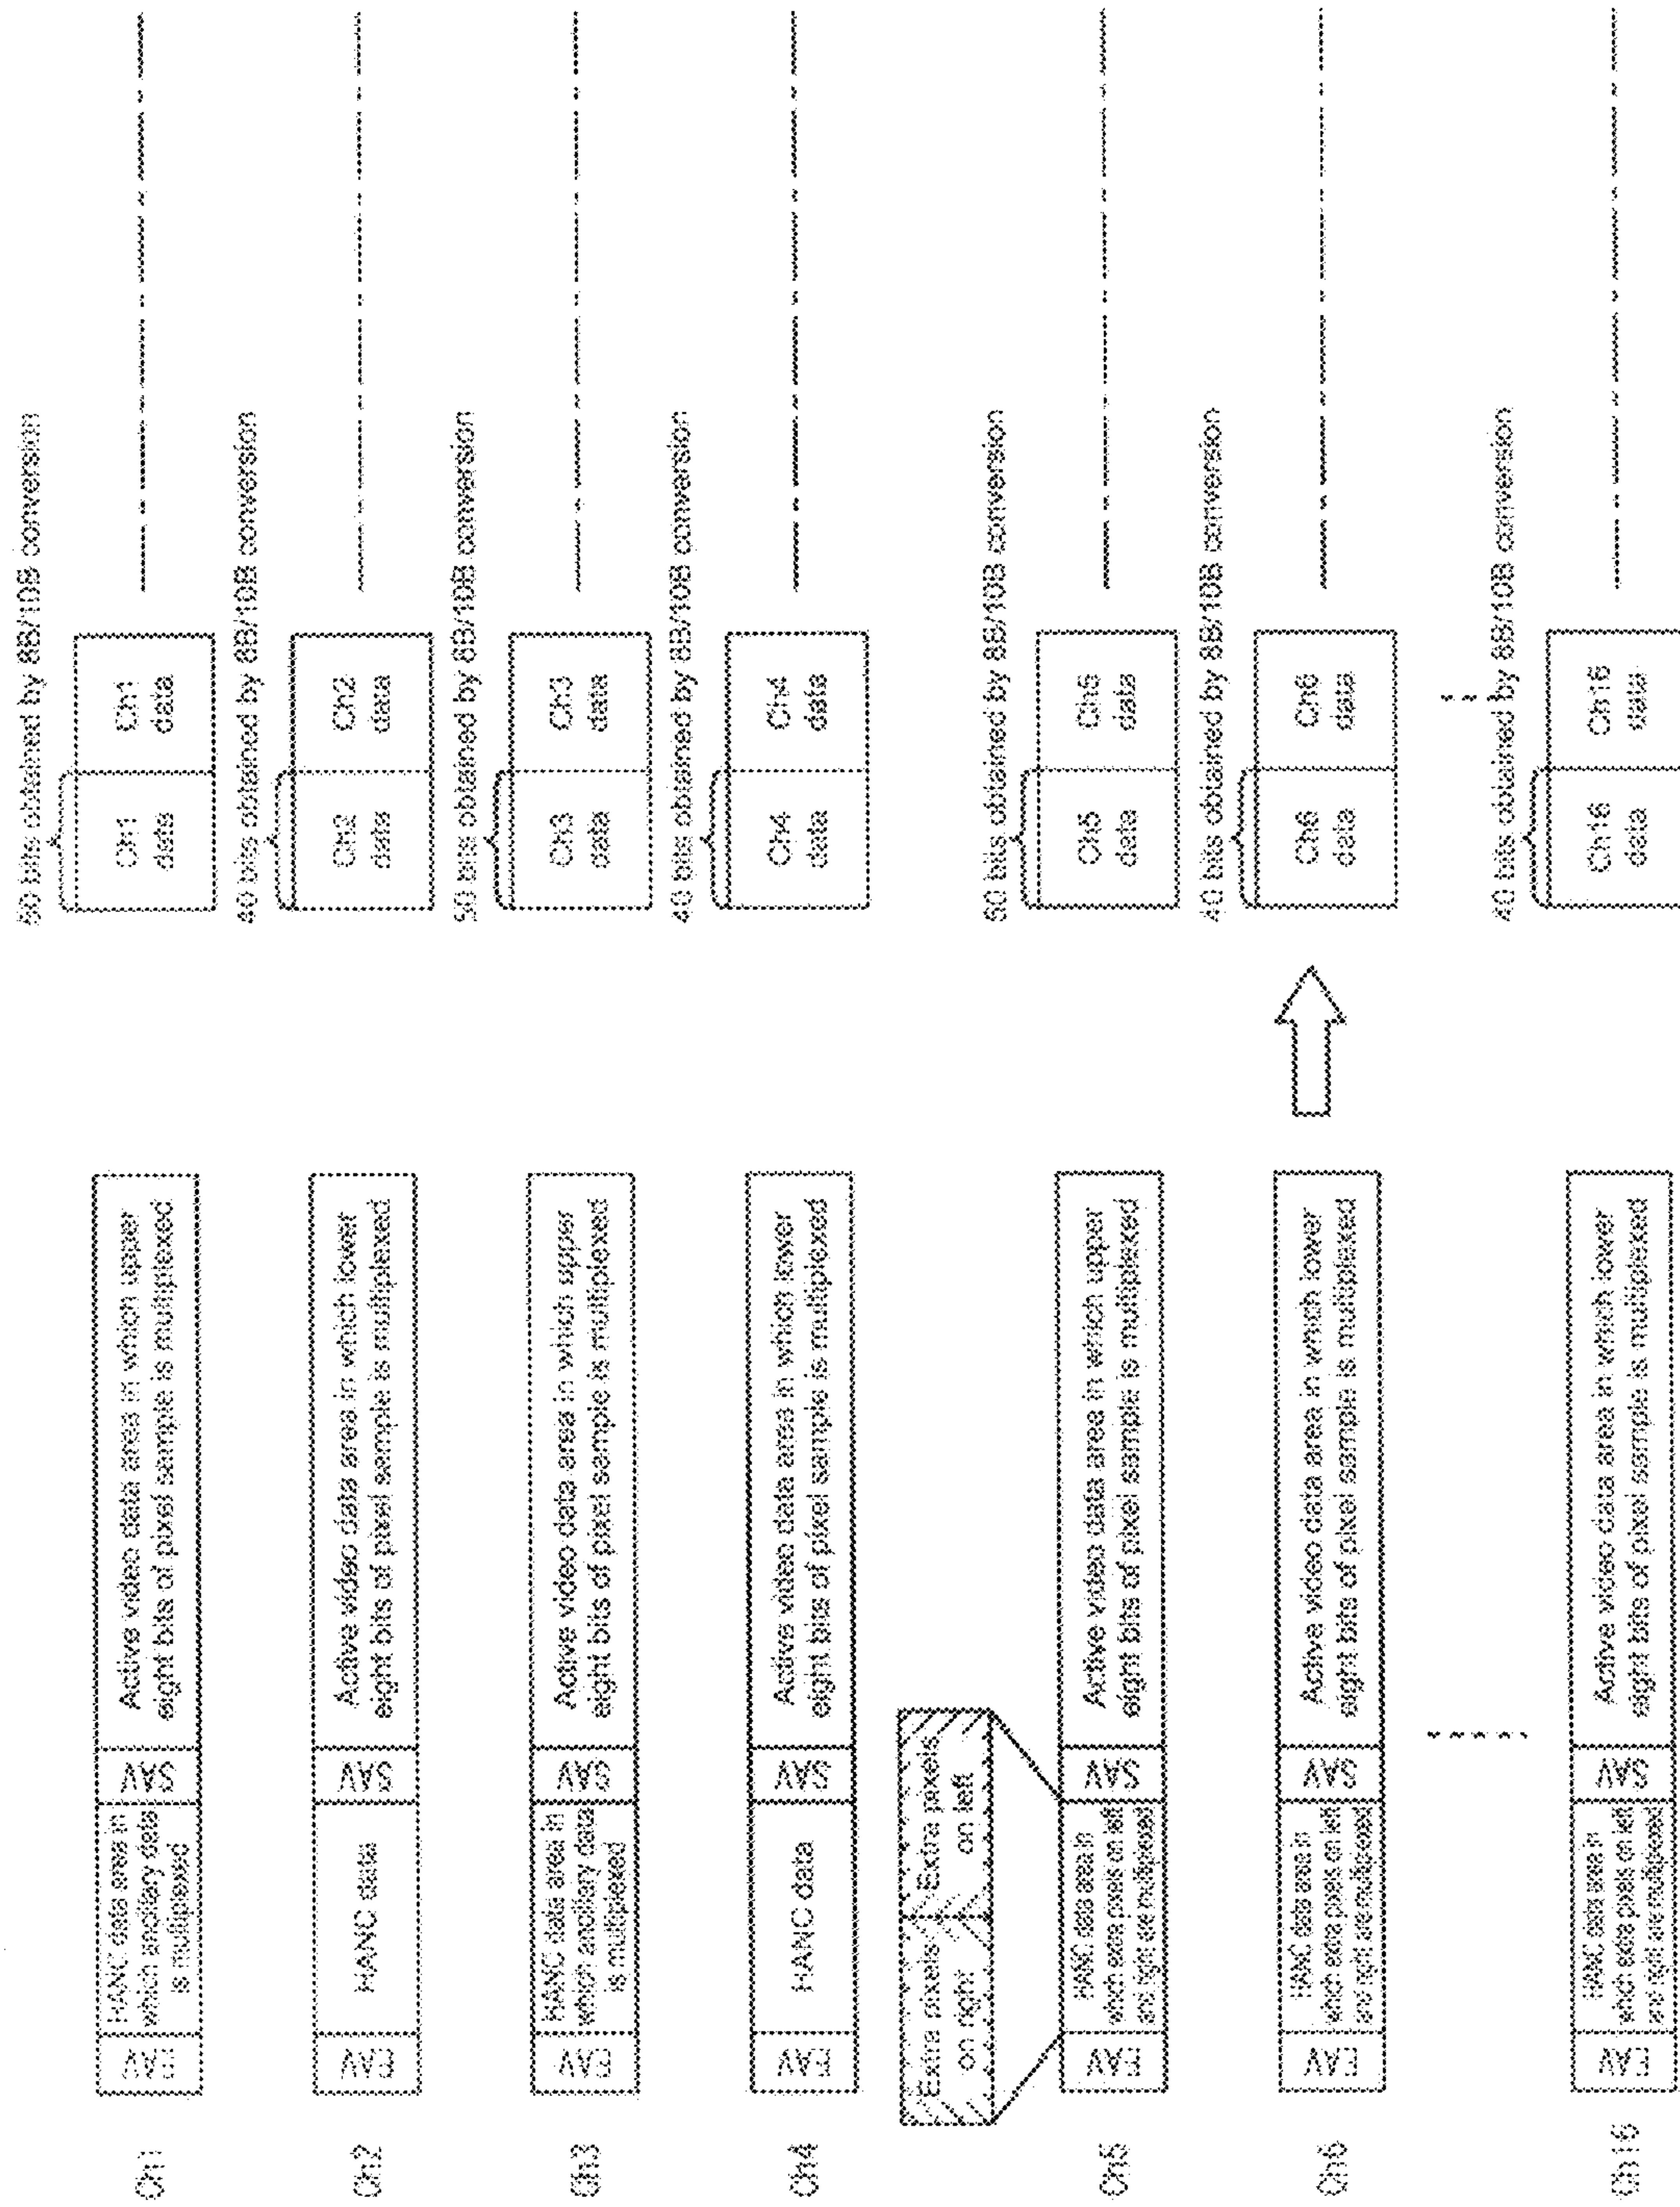 Ch1
EAV
HANC data area in
which ancillary data
is multiplexed
SAV
Active video data area in which upper
eight bits of pixel sample is multiplexed
50 bits obtained by 8B/10B conversion
Ch1
data
Ch1
data
Ch2
EAV
HANC data
SAV
Active video data area in which lower
eight bits of pixel sample is multiplexed
40 bits obtained by 8B/10B conversion
Ch2
data
Ch2
data
Ch3
EAV
HANC data area in
which ancillary data
is multiplexed
SAV
Active video data area in which upper
eight bits of pixel sample is multiplexed
50 bits obtained by 8B/10B conversion
Ch3
data
Ch3
data
Ch4
EAV
HANC data
SAV
Active video data area in which lower
eight bits of pixel sample is multiplexed
40 bits obtained by 8B/10B conversion
Ch4
data
Ch4
data
Extra pixels
on right
Extra pixels
on left
Ch5
EAV
HANC data area in
which extra pixels on left
and right are multiplexed
SAV
Active video data area in which upper
eight bits of pixel sample is multiplexed
50 bits obtained by 8B/10B conversion
Ch5
data
Ch5
data
Ch6
EAV
HANC data area in
which extra pixels on left
and right are multiplexed
SAV
Active video data area in which lower
eight bits of pixel sample is multiplexed
40 bits obtained by 8B/10B conversion
Ch6
data
Ch6
data
Ch16
EAV
HANC data area in
which extra pixels on left
and right are multiplexed
SAV
Active video data area in which lower
eight bits of pixel sample is multiplexed
40 bits obtained by 8B/10B conversion
Ch16
data
Ch16
data